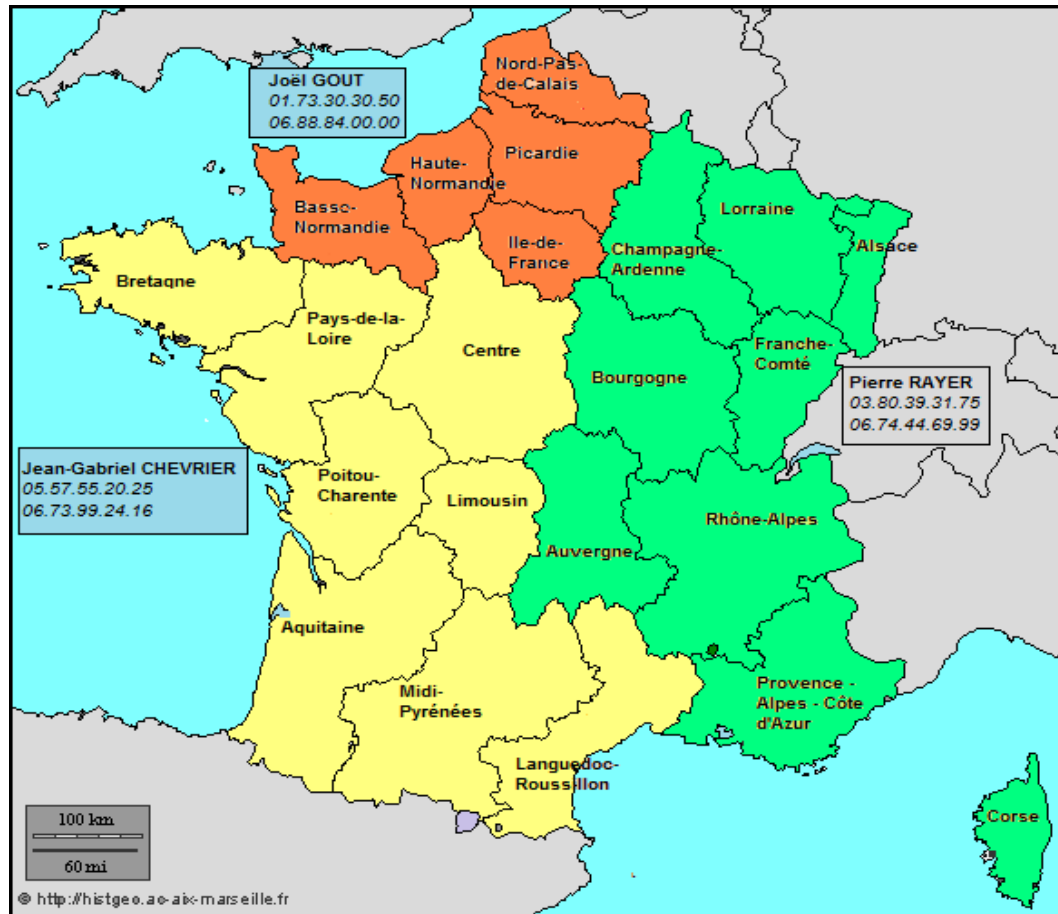 Joël GOUT
01.73.30.30.50
06.88.84.00.00
Nord-Pas-
de-Calais
Picardie
Haute-
Normandie
Basse-
Normandie
Ile-de-
France
Champagne-
Ardenne
Lorraine
Alsace
Bretagne
Pays-de-la-
Loire
Centre
Bourgogne
Franche-
Comté
Pierre RAYER
03.80.39.31.75
06.74.44.69.99
Jean-Gabriel CHEVRIER
05.57.55.20.25
06.73.99.24.16
Poitou-
Charente
Limousin
Auvergne
Rhône-Alpes
Aquitaine
Midi-
Pyrénées
Provence -
Alpes - Côte
d'Azur
Languedoc-
Roussillon
Corse
100 km
60 mi
© http://histgeo.ac-aix-marseille.fr